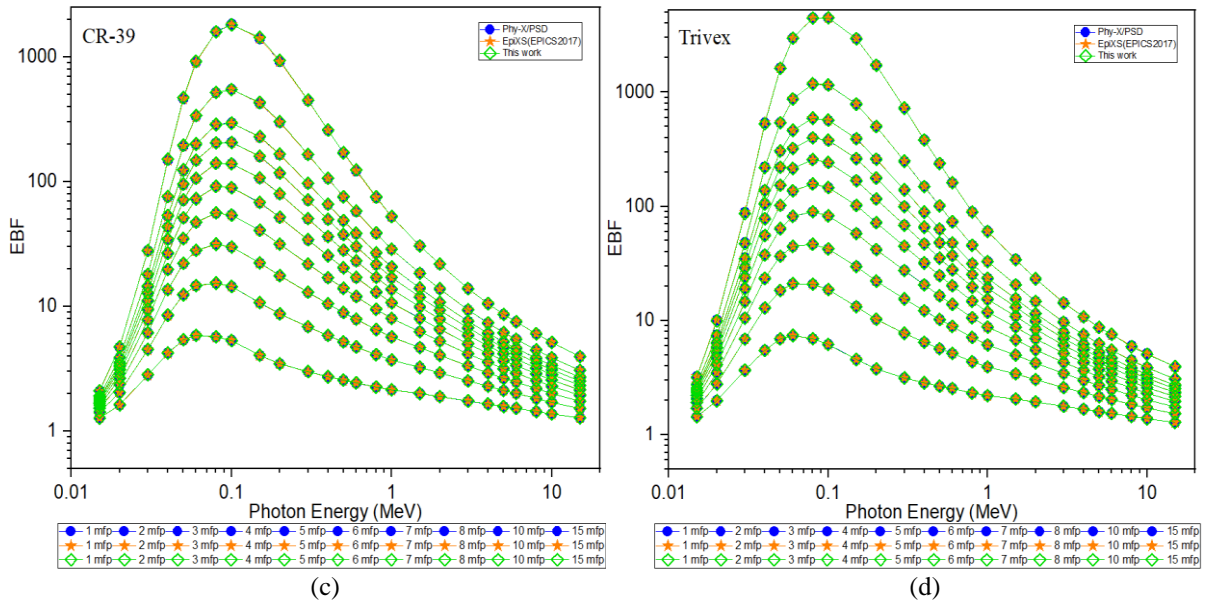 CR-39
Phy-X/PSD
EpiXS(EPICS2017)
This work
1000
100
10
1
EBF
0.01
0.1
1
10
Photon Energy (MeV)
1 mfp 2 mfp 3 mfp 4 mfp 5 mfp 6 mfp 7 mfp 8 mfp 10 mfp 15 mfp
1 mfp 2 mfp 3 mfp 4 mfp 5 mfp 6 mfp 7 mfp 8 mfp 10 mfp 15 mfp
1 mfp 2 mfp 3 mfp 4 mfp 5 mfp 6 mfp 7 mfp 8 mfp 10 mfp 15 mfp
(c)
Trivex
Phy-X/PSD
EpiXS(EPICS2017)
This work
1000
100
10
1
EBF
0.01
0.1
1
10
Photon Energy (MeV)
1 mfp 2 mfp 3 mfp 4 mfp 5 mfp 6 mfp 7 mfp 8 mfp 10 mfp 15 mfp
1 mfp 2 mfp 3 mfp 4 mfp 5 mfp 6 mfp 7 mfp 8 mfp 10 mfp 15 mfp
1 mfp 2 mfp 3 mfp 4 mfp 5 mfp 6 mfp 7 mfp 8 mfp 10 mfp 15 mfp
(d)